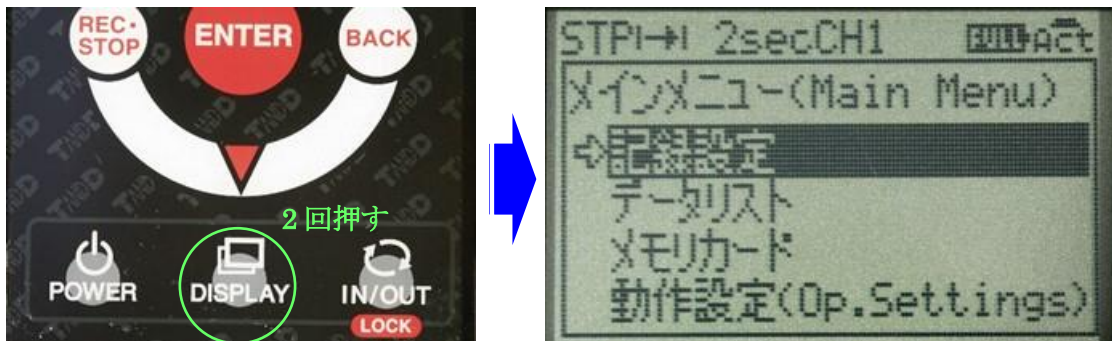 REC・
STOP
ENTER
BACK
2回押す
POWER
DISPLAY
IN/OUT
LOCK
STP 2secCH1 FULL Act
メインメニュー(Main Menu)
記録設定
データリスト
メモリカード
動作設定(Op.Settings)